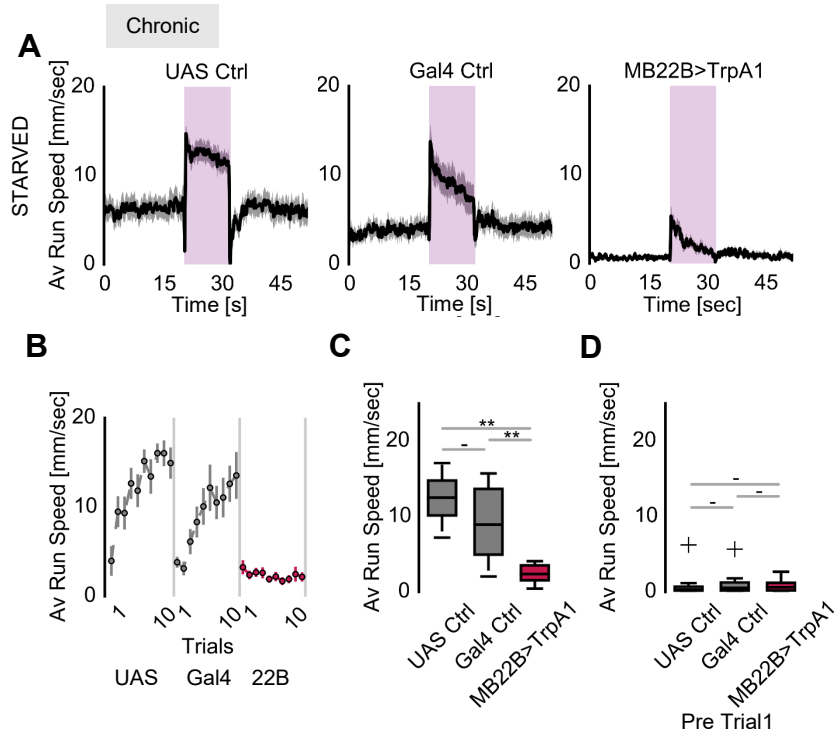 Chronic
A
UAS Ctrl
Gal4 Ctrl
MB22B>TrpA1
STARVED
Av Run Speed [mm/sec]
20
10
0
0 15 30 45
Time [s]
20
10
0
0 15 30 45
Time [s]
20
10
0
0 15 30 45
Time [sec]
B
Av Run Speed [mm/sec]
20
10
0
1 10 1 10 1 10
Trials
UAS Gal4 22B
C
Av Run Speed [mm/sec]
20
10
0
**
- **
UAS Ctrl
Gal4 Ctrl
MB22B>TrpA1
D
Av Run Speed [mm/sec]
20
10
0
-
- -
UAS Ctrl
Gal4 Ctrl
MB22B>TrpA1
Pre Trial1